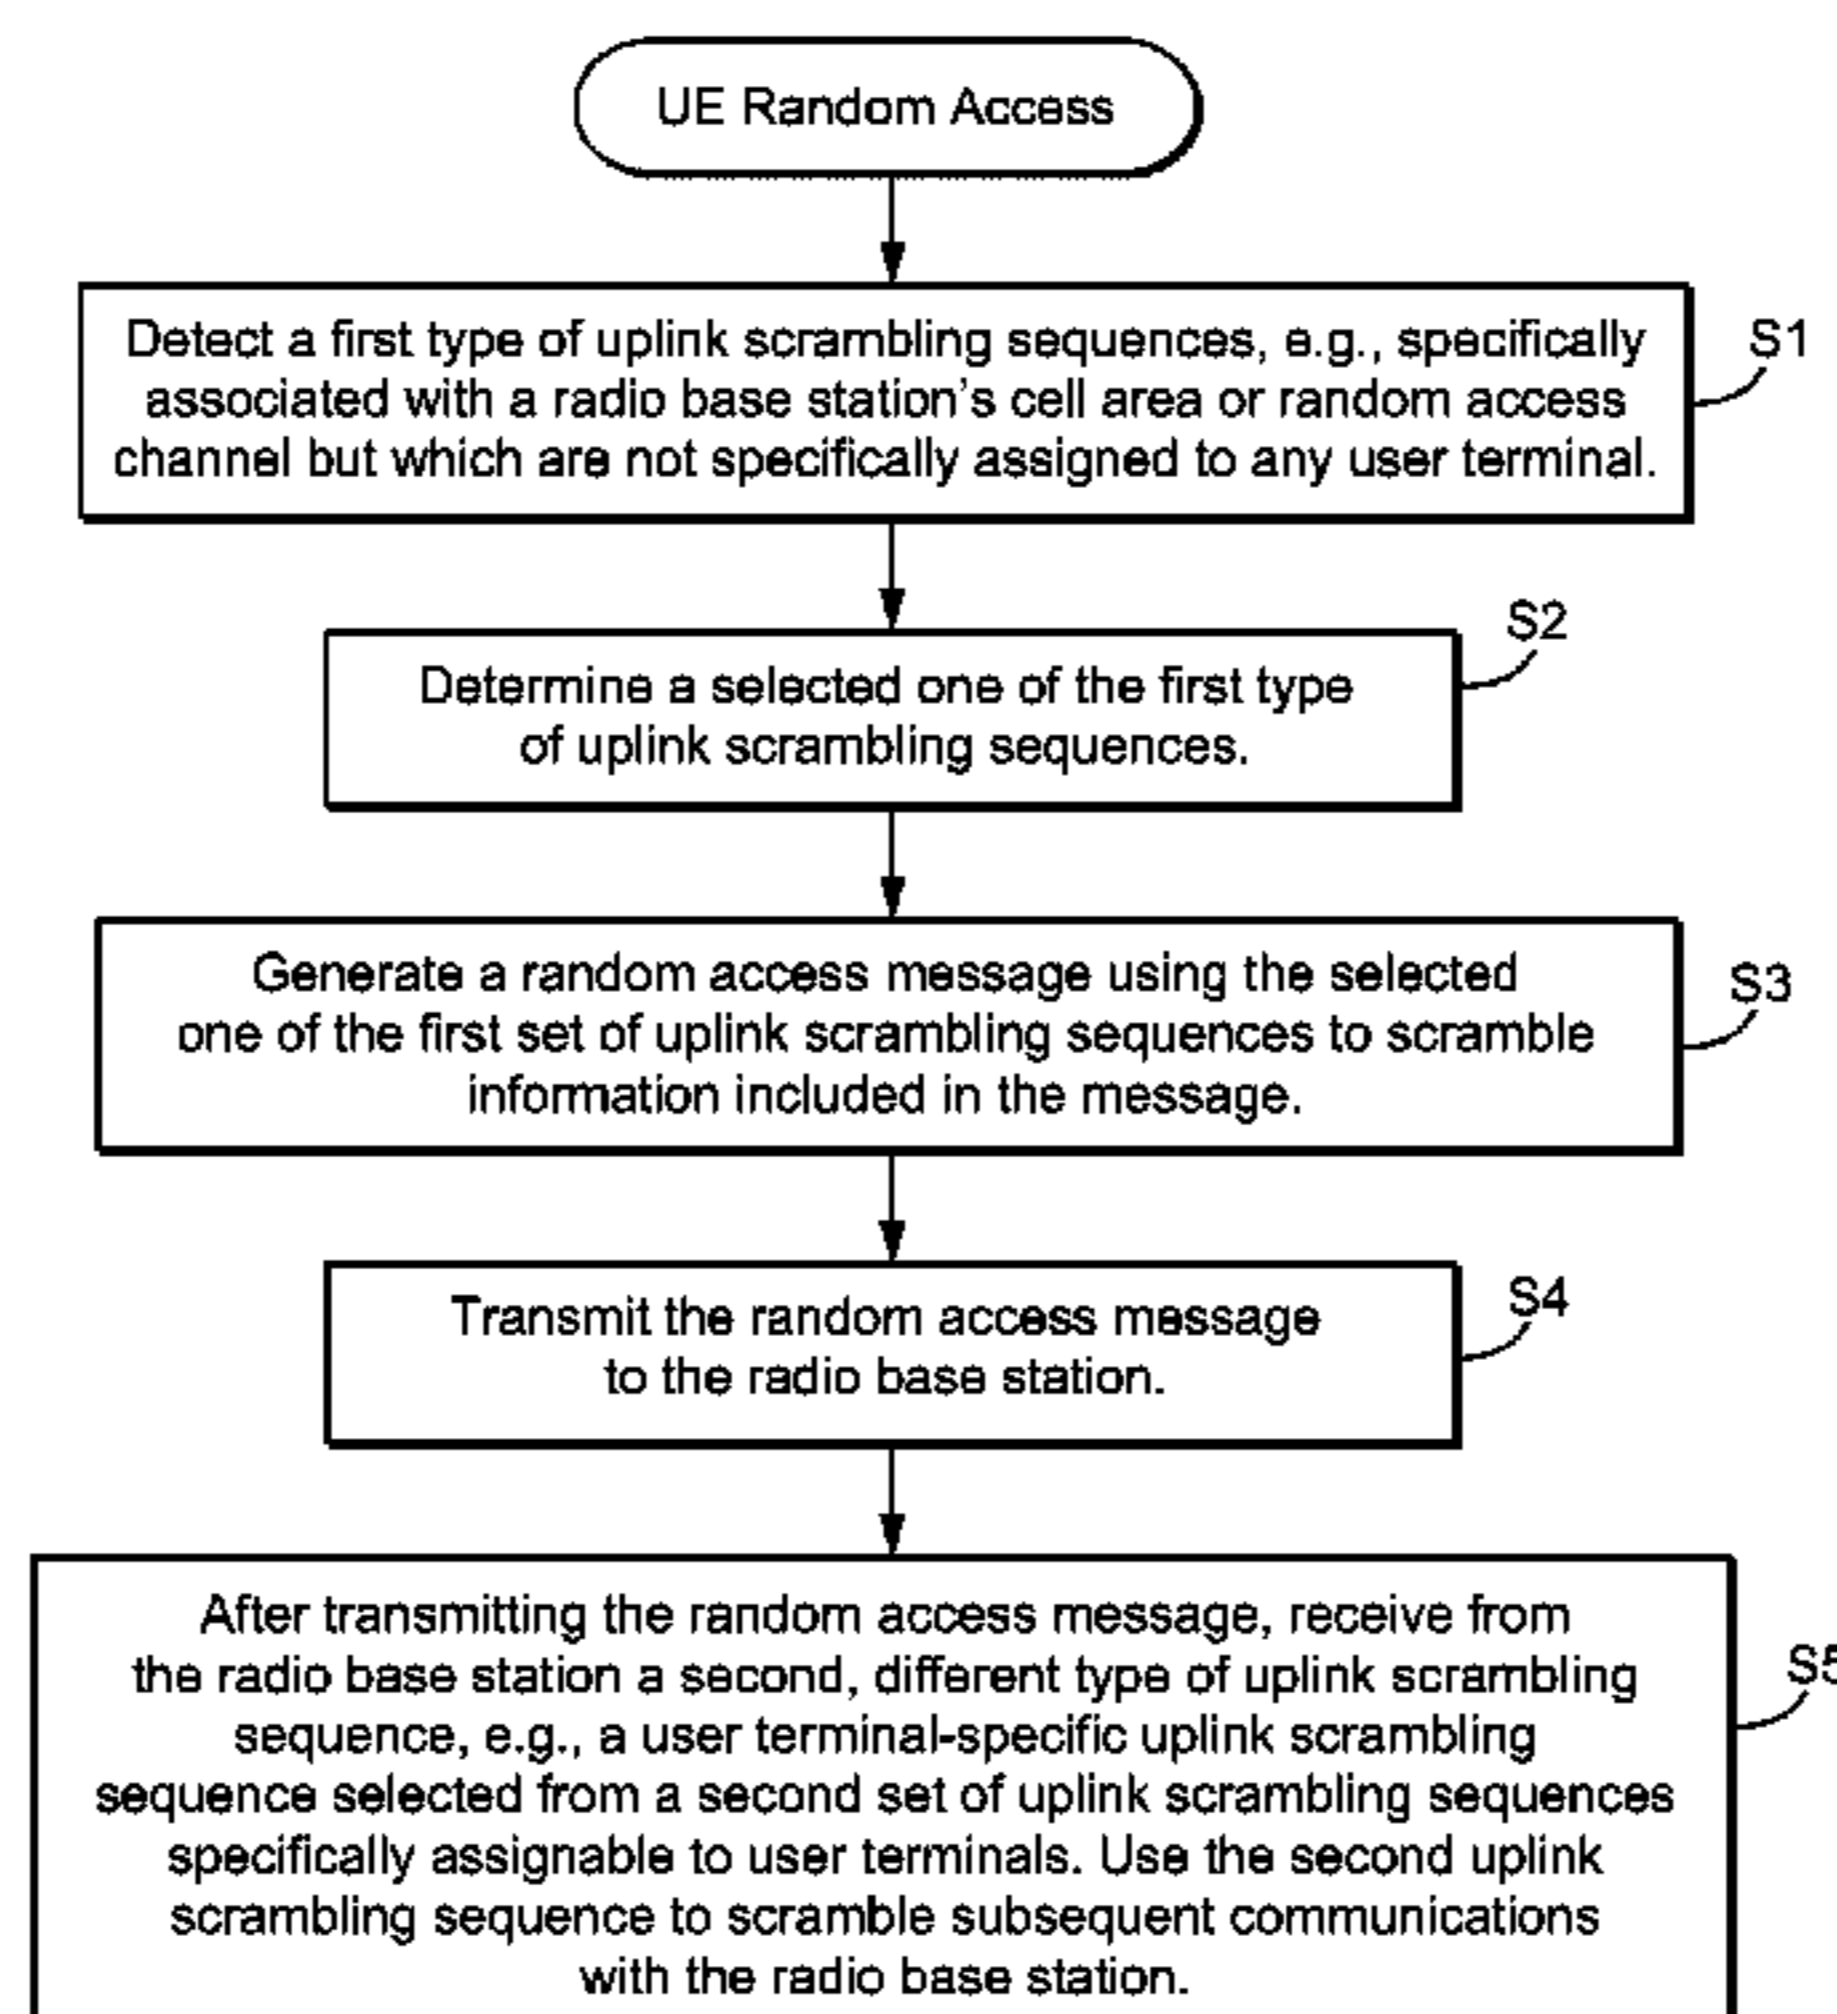 UE Random Access
Detect a first type of uplink scrambling sequences, e.g., specifically
associated with a radio base station's cell area or random access
channel but which are not specifically assigned to any user terminal.
S1
S2
Determine a selected one of the first type
of uplink scrambling sequences.
Generate a random access message using the selected
one of the first set of uplink scrambling sequences to scramble
information included in the message.
S3
Transmit the random access message
to the radio base station.
S4
After transmitting the random access message, receive from
the radio base station a second, different type of uplink scrambling
sequence, e.g., a user terminal-specific uplink scrambling
sequence selected from a second set of uplink scrambling sequences
specifically assignable to user terminals. Use the second uplink
scrambling sequence to scramble subsequent communications
with the radio base station.
S5